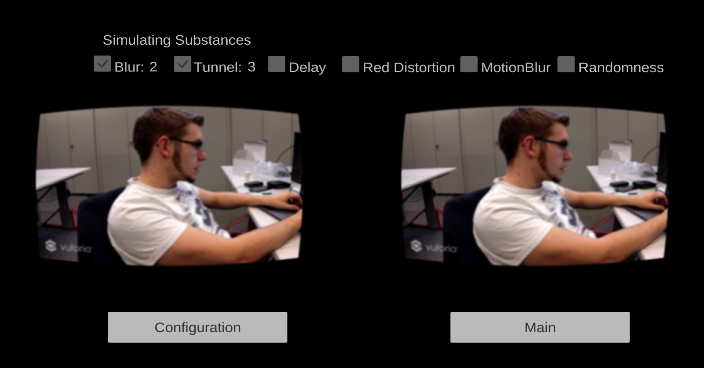 Simulating Substances
Blur: 2 Tunnel: 3 Delay Red Distortion MotionBlur Randomness
vuforia
vuforia
Configuration
Main